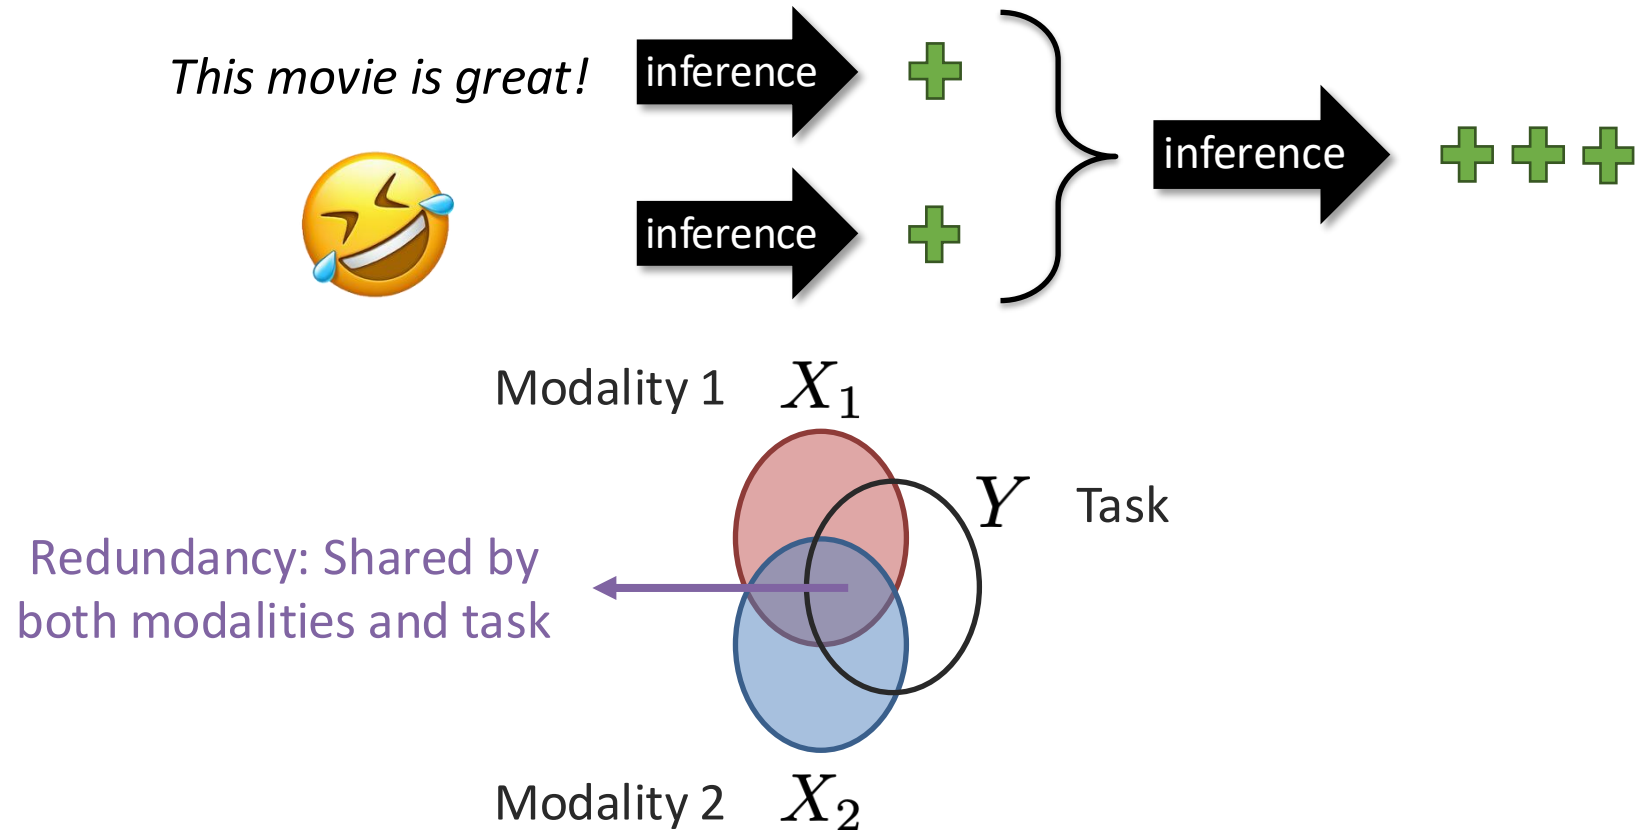 This movie is great!
inference
inference
inference
Modality 1 X₁
Y Task
Redundancy: Shared by
both modalities and task
Modality 2 X₂